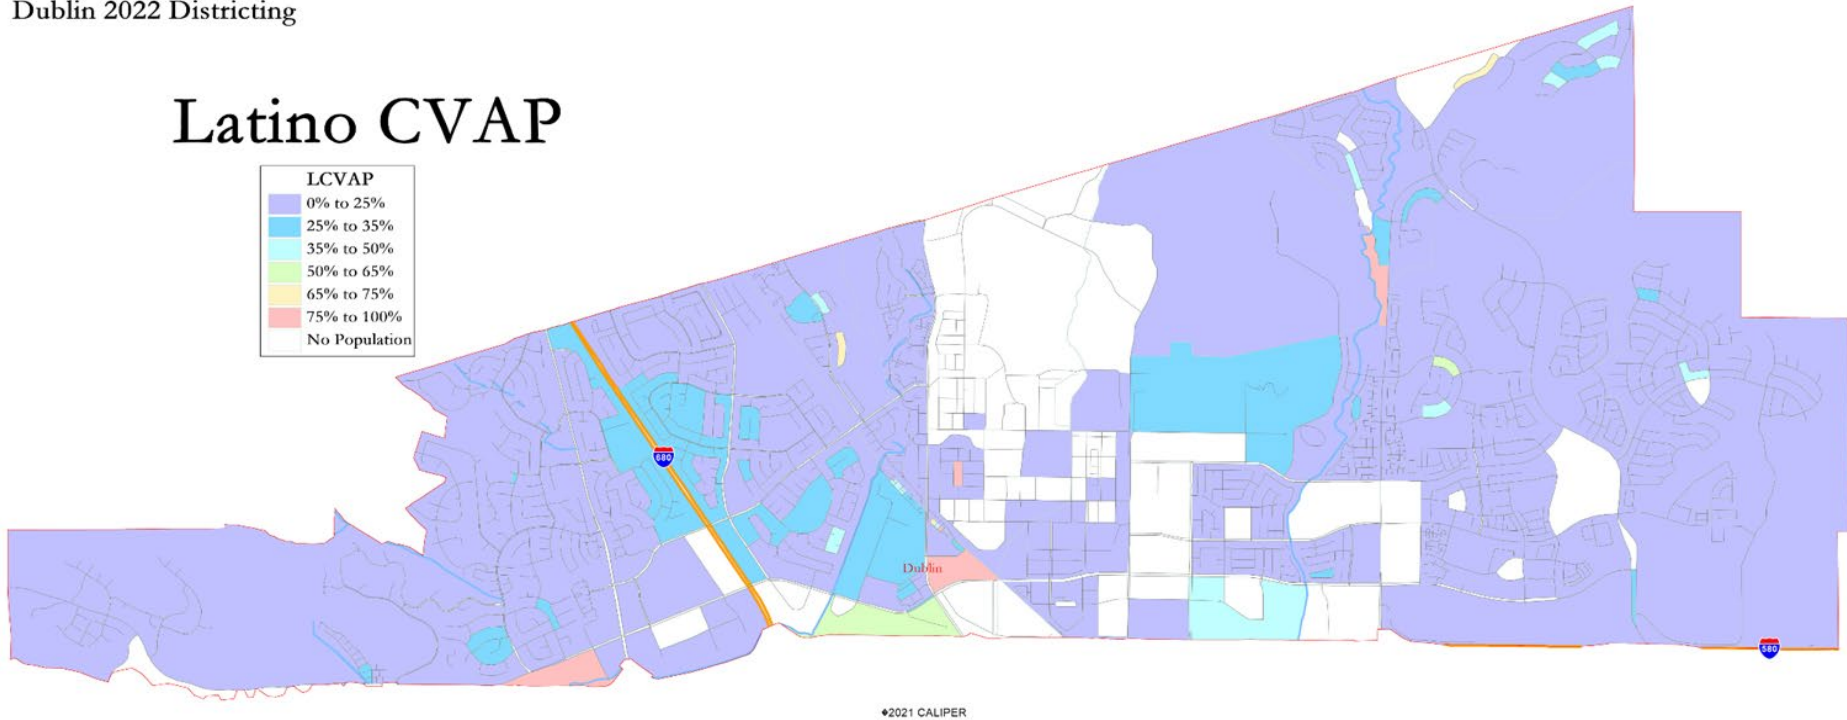 Dublin 2022 Districting
Latino CVAP
LCVAP
0% to 25%
25% to 35%
35% to 50%
50% to 65%
65% to 75%
75% to 100%
No Population
680
Dublin
580
�2021 CALIPER